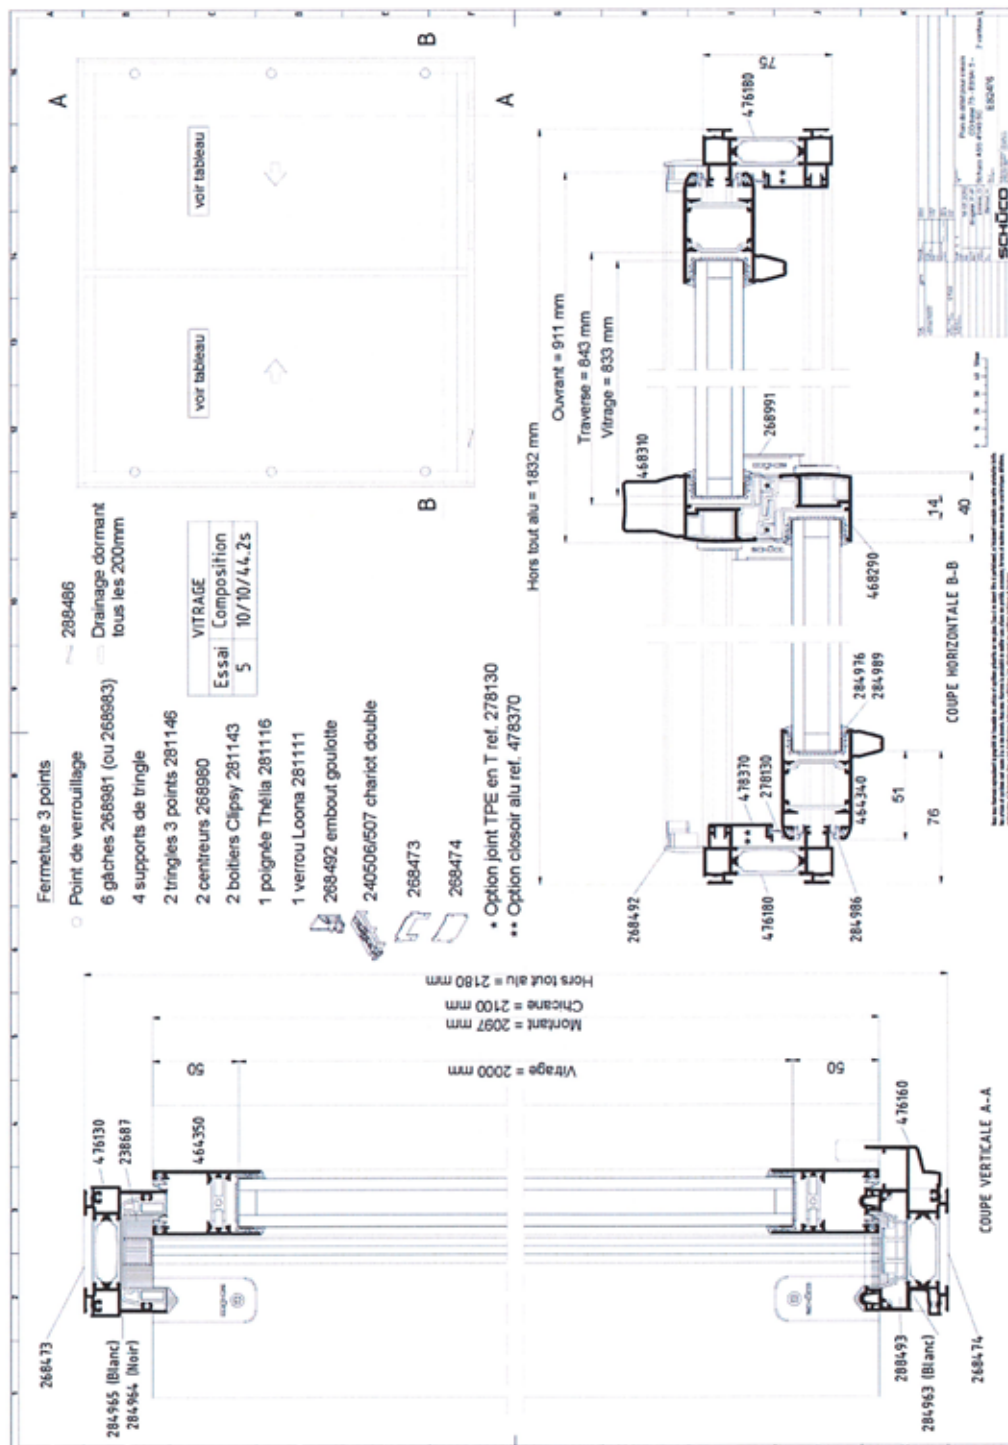 A
A
B
B
voir tableau
voir tableau
Fermeture 3 points
Point de verrouillage
288486
6 gâches 268981 (ou 268983)
Drainage dormant
tous les 200mm
4 supports de tringle
2 tringles 3 points 281146
2 centreurs 268980
2 boitiers Clipsy 281143
1 poignée Thélia 281116
1 verrou Loona 281111
268492 embout goulotte
240506/507 chariot double
268473
268474
* Option joint TPE en T ref. 278130
** Option closoir alu ref. 478370
VITRAGE
Essai Composition
5 10/10/44.2s
268473
284965 (Blanc)
284964 (Noir)
476130
238687
464350
50
Vitrage = 2000 mm
Montant = 2097 mm
Chicane = 2100 mm
Hors tout alu = 2180 mm
50
476160
288493
284963 (Blanc)
268474
COUPE VERTICALE A-A
Hors tout alu = 1832 mm
Ouvrant = 911 mm
Traverse = 843 mm
Vitrage = 833 mm
75
476180
**
468310
268991
268492
476180
478370
278130
**
464340
284986
284976
284989
468290
51
76
14
40
COUPE HORIZONTALE B-B
SCHÜCO